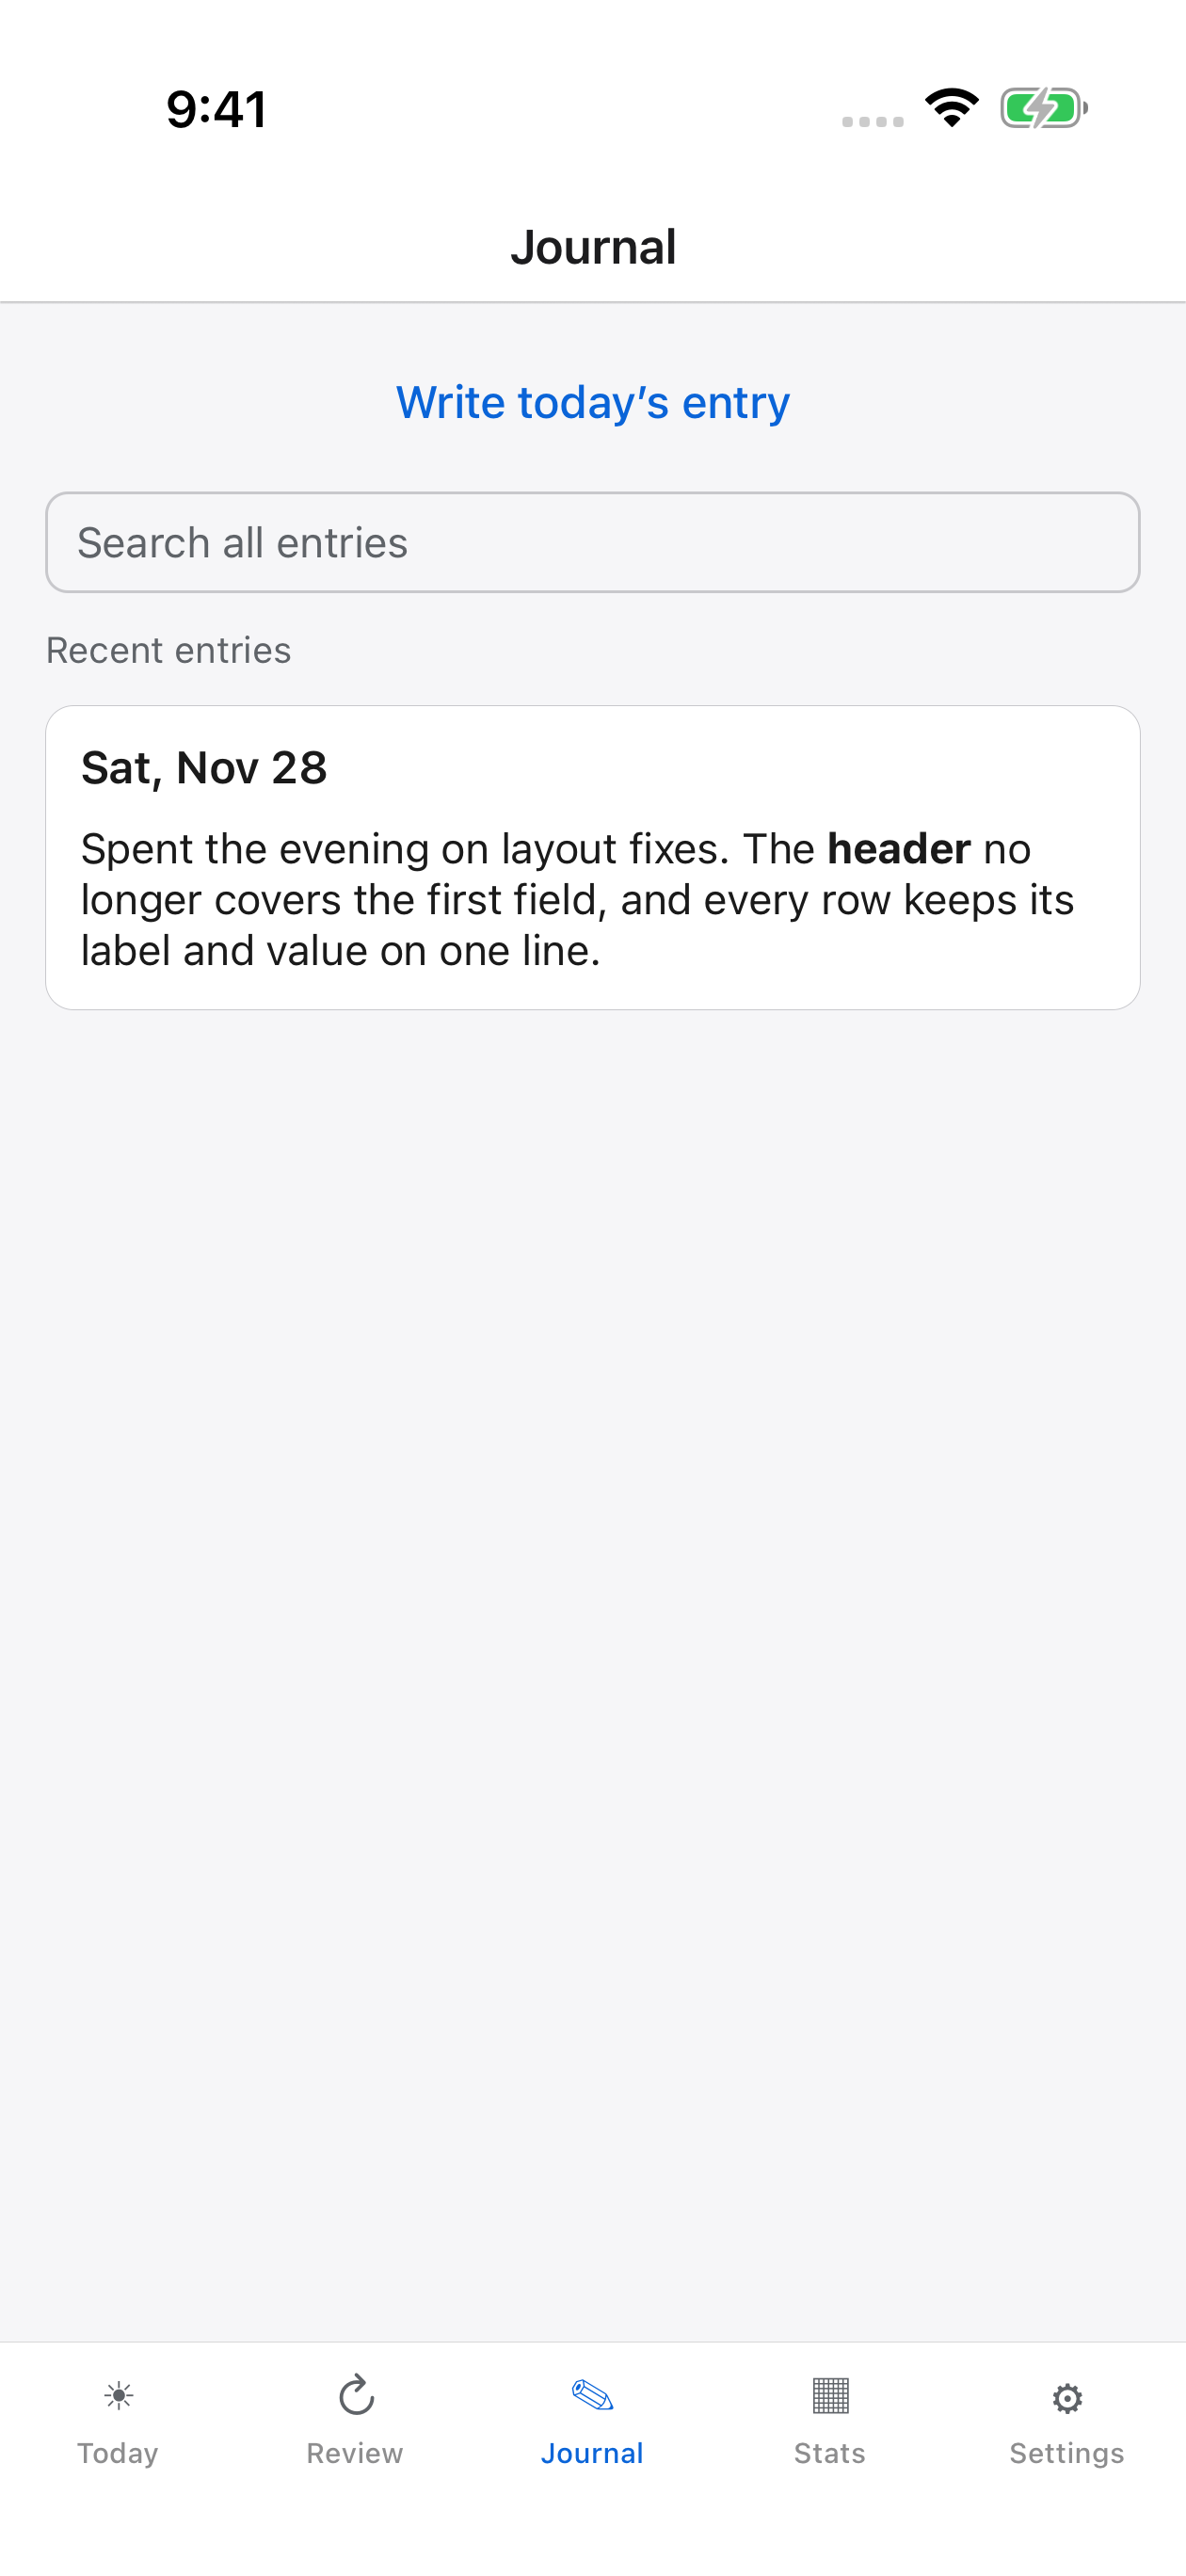 9:41
Journal
Write today’s entry
Search all entries
Recent entries
Sat, Nov 28
Spent the evening on layout fixes. The header no
longer covers the first field, and every row keeps its
label and value on one line.
Today
Review
Journal
Stats
Settings